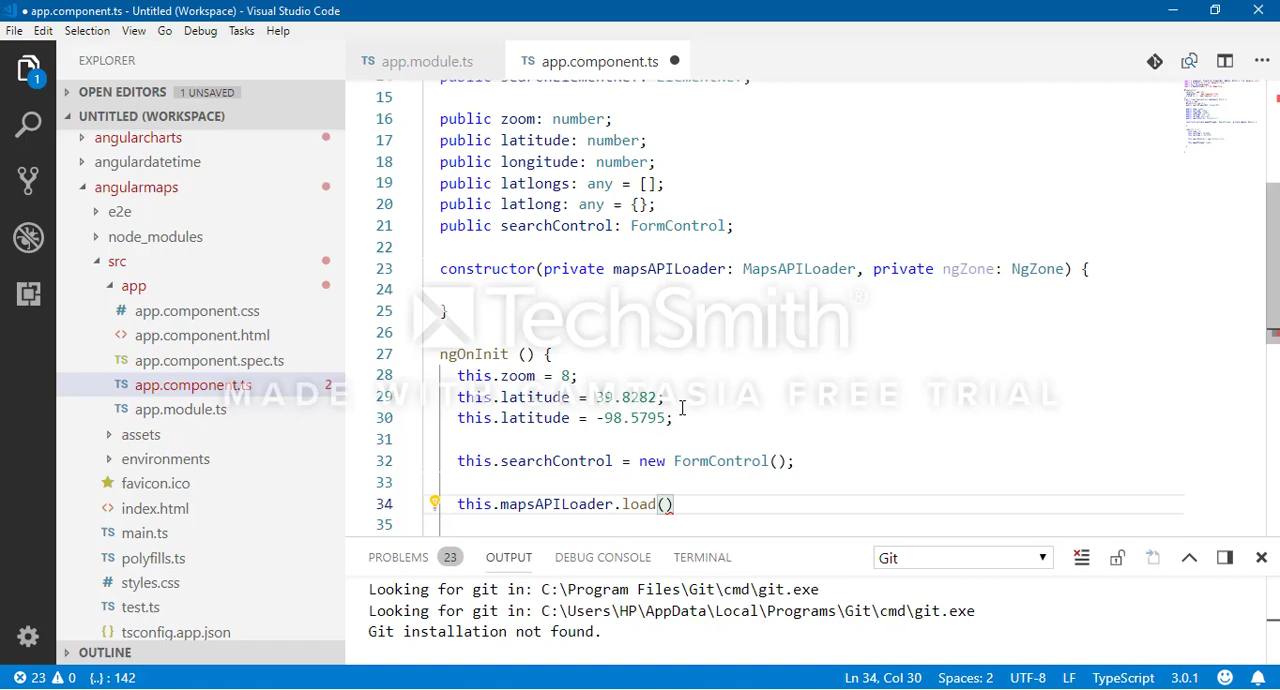 app.component.ts - Untitled (Workspace) - Visual Studio Code
File Edit Selection View Go Debug Tasks Help
EXPLORER
TS app.module.ts
TS app.component.ts
1
OPEN EDITORS 1 UNSAVED
UNTITLED (WORKSPACE)
angularcharts
angulardatetime
angularmaps
e2e
node_modules
src
app
# app.component.css
<> app.component.html
TS app.component.spec.ts
TS app.component.ts 2
TS app.module.ts
assets
environments
favicon.ico
<> index.html
TS main.ts
TS polyfills.ts
# styles.css
TS test.ts
{} tsconfig.app.json
OUTLINE
15
16 public zoom: number;
17 public latitude: number;
18 public longitude: number;
19 public latlongs: any = [];
20 public latlong: any = {};
21 public searchControl: FormControl;
22
23 constructor(private mapsAPILoader: MapsAPILoader, private ngZone: NgZone) {
24
25 }
26
27 ngOnInit () {
28 this.zoom = 8;
29 this.latitude = 39.8282;
30 this.latitude = -98.5795;
31
32 this.searchControl = new FormControl();
33
34 this.mapsAPILoader.load()
35
TechSmith®
MADE WITH CAMTASIA FREE TRIAL
PROBLEMS 23 OUTPUT DEBUG CONSOLE TERMINAL Git
Looking for git in: C:\Program Files\Git\cmd\git.exe
Looking for git in: C:\Users\HP\AppData\Local\Programs\Git\cmd\git.exe
Git installation not found.
23 0 {..} : 142 Ln 34, Col 30 Spaces: 2 UTF-8 LF TypeScript 3.0.1